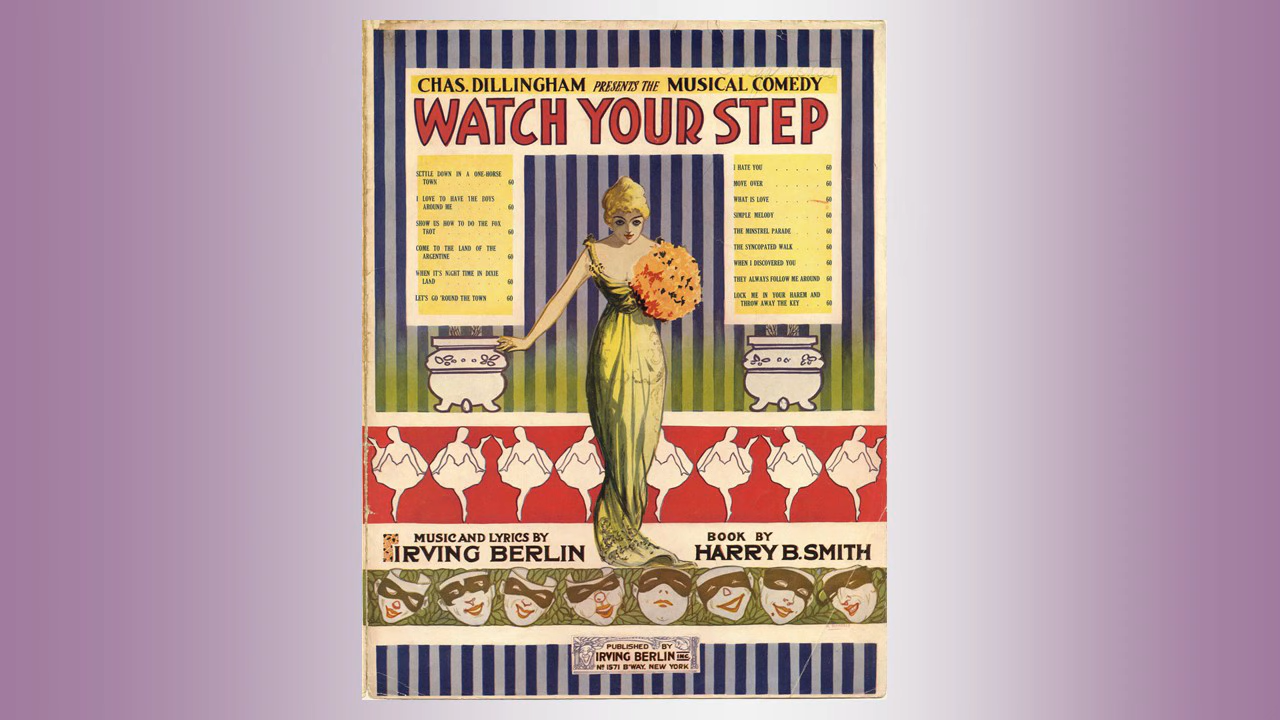 CHAS. DILLINGHAM PRESENTS THE MUSICAL COMEDY
WATCH YOUR STEP
SETTLE DOWN IN A ONE-HORSE
TOWN . . . . . . 60
I LOVE TO HAVE THE BOYS
AROUND ME . . . . . 60
SHOW US HOW TO DO THE FOX
TROT . . . . . . 60
COME TO THE LAND OF THE
ARGENTINE . . . . . 60
WHEN IT'S NIGHT TIME IN DIXIE
LAND . . . . . . 60
LET'S GO 'ROUND THE TOWN . 60
I HATE YOU . . . . 60
MOVE OVER . . . . 60
WHAT IS LOVE . . . . 60
SIMPLE MELODY . . . . 60
THE MINSTREL PARADE . . 60
THE SYNCOPATED WALK . . 60
WHEN I DISCOVERED YOU . . 60
THEY ALWAYS FOLLOW ME AROUND 60
LOCK ME IN YOUR HAREM AND
THROW AWAY THE KEY . . 60
MUSIC AND LYRICS BY
IRVING BERLIN
BOOK BY
HARRY B. SMITH
PUBLISHED BY
IRVING BERLIN INC.
No 1571 B'WAY, NEW YORK